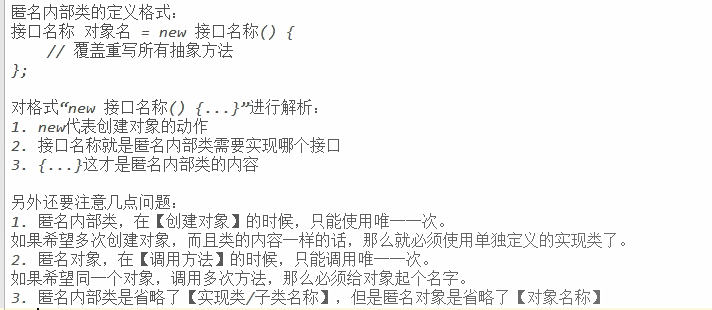 匿名内部类的定义格式：
接口名称 对象名 = new 接口名称() {
// 覆盖重写所有抽象方法
};
对格式“new 接口名称() {...}”进行解析：
1. new代表创建对象的动作
2. 接口名称就是匿名内部类需要实现哪个接口
3. {...}这才是匿名内部类的内容
另外还要注意几点问题：
1. 匿名内部类，在【创建对象】的时候，只能使用唯一一次。
如果希望多次创建对象，而且类的内容一样的话，那么就必须使用单独定义的实现类了。
2. 匿名对象，在【调用方法】的时候，只能调用唯一一次。
如果希望同一个对象，调用多次方法，那么必须给对象起个名字。
3. 匿名内部类是省略了【实现类/子类名称】，但是匿名对象是省略了【对象名称】